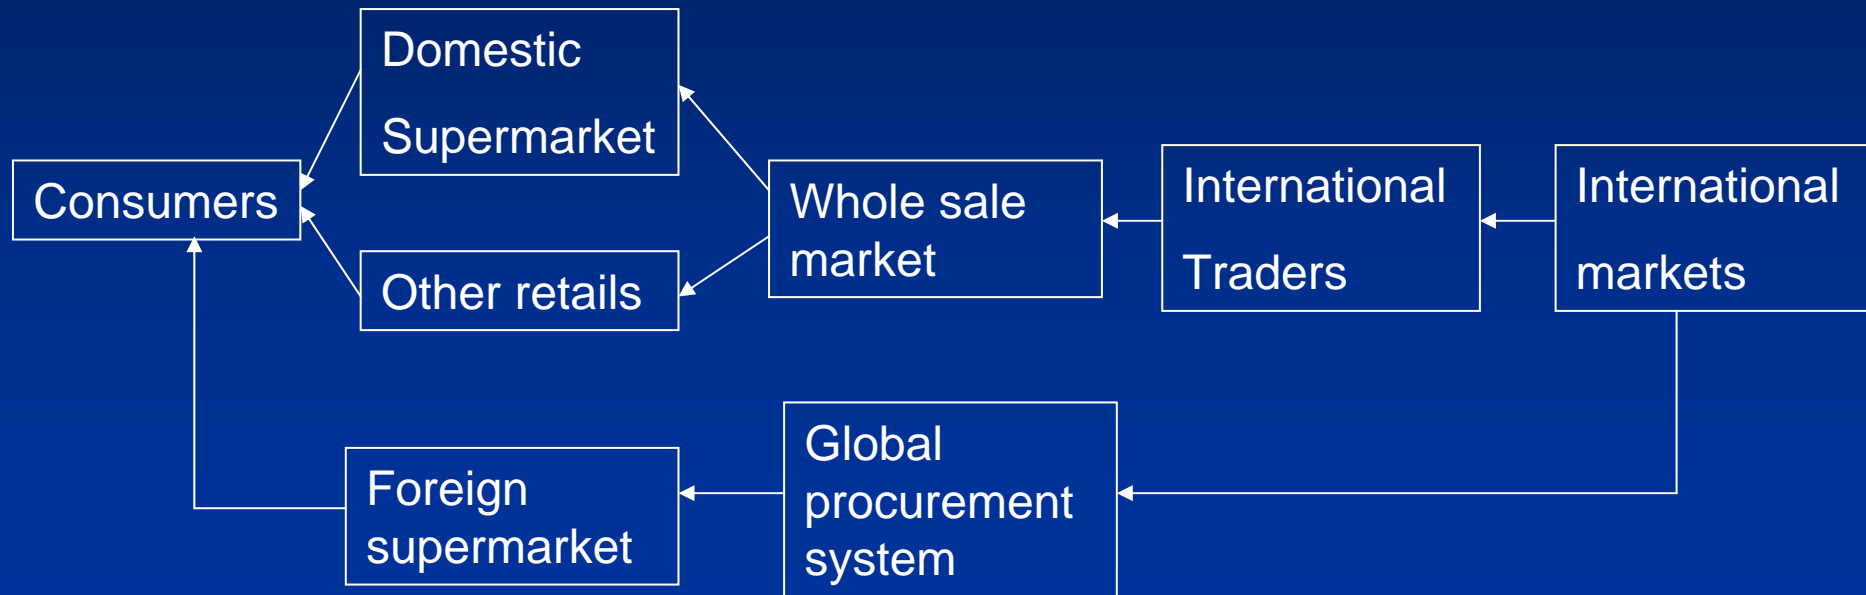 Domestic
Supermarket
Consumers
Other retails
Whole sale
market
International
Traders
International
markets
Foreign
supermarket
Global
procurement
system